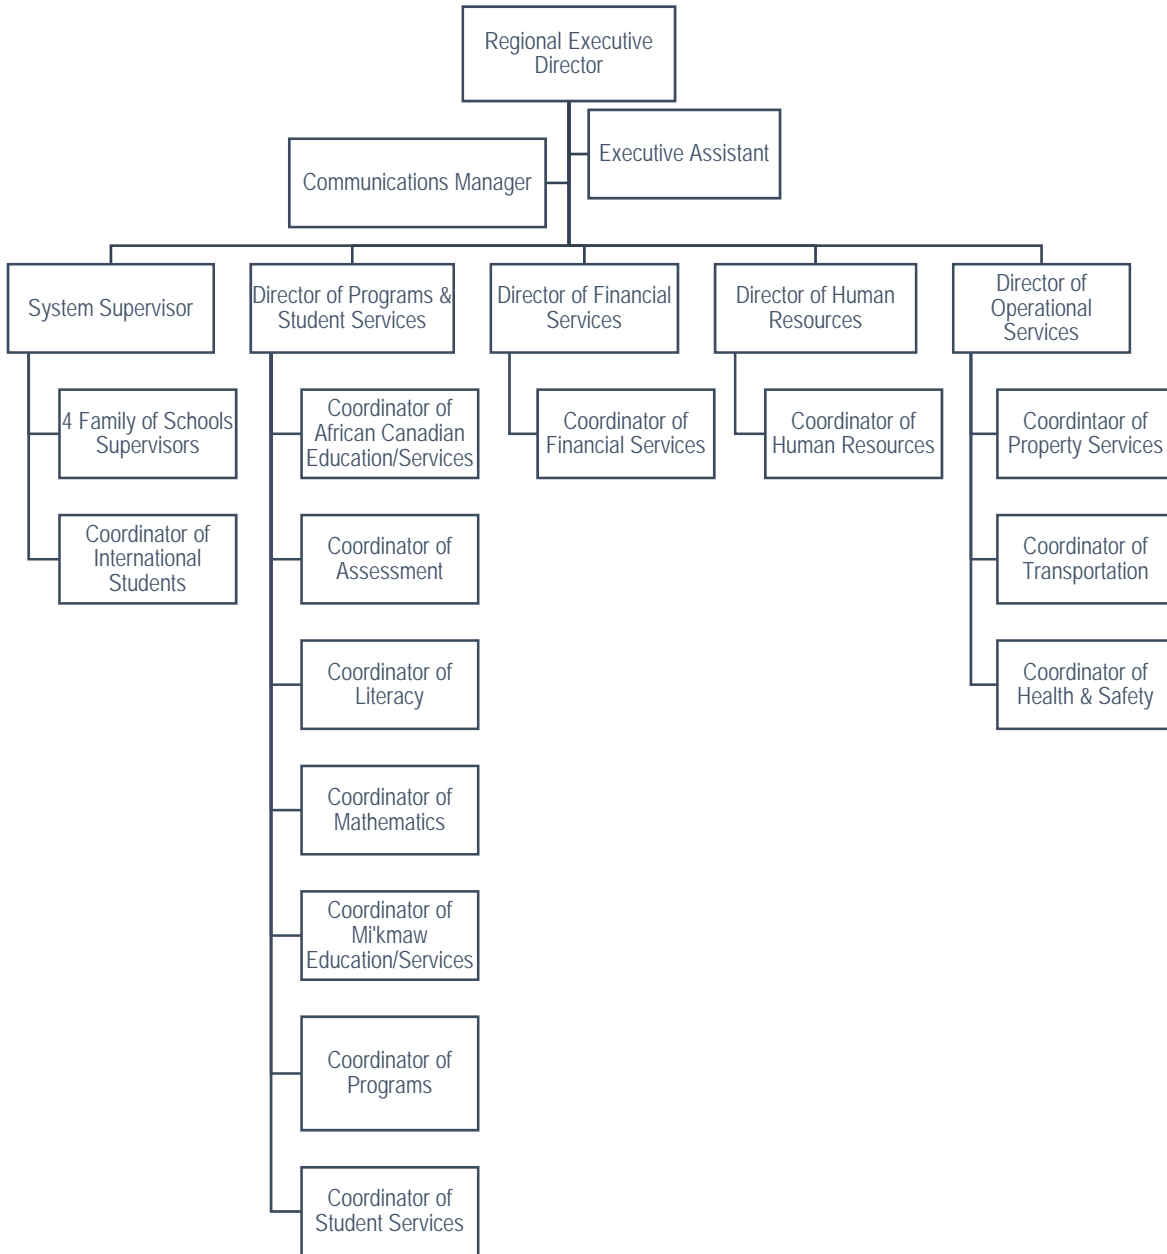 Regional Executive
Director
Executive Assistant
Communications Manager
System Supervisor
Director of Programs &
Student Services
Director of Financial
Services
Director of Human
Resources
Director of
Operational
Services
4 Family of Schools
Supervisors
Coordinator of
African Canadian
Education/Services
Coordinator of
Financial Services
Coordinator of
Human Resources
Coordintaor of
Property Services
Coordinator of
International
Students
Coordinator of
Assessment
Coordinator of
Transportation
Coordinator of
Literacy
Coordinator of
Health & Safety
Coordinator of
Mathematics
Coordinator of
Mi'kmaw
Education/Services
Coordinator of
Programs
Coordinator of
Student Services